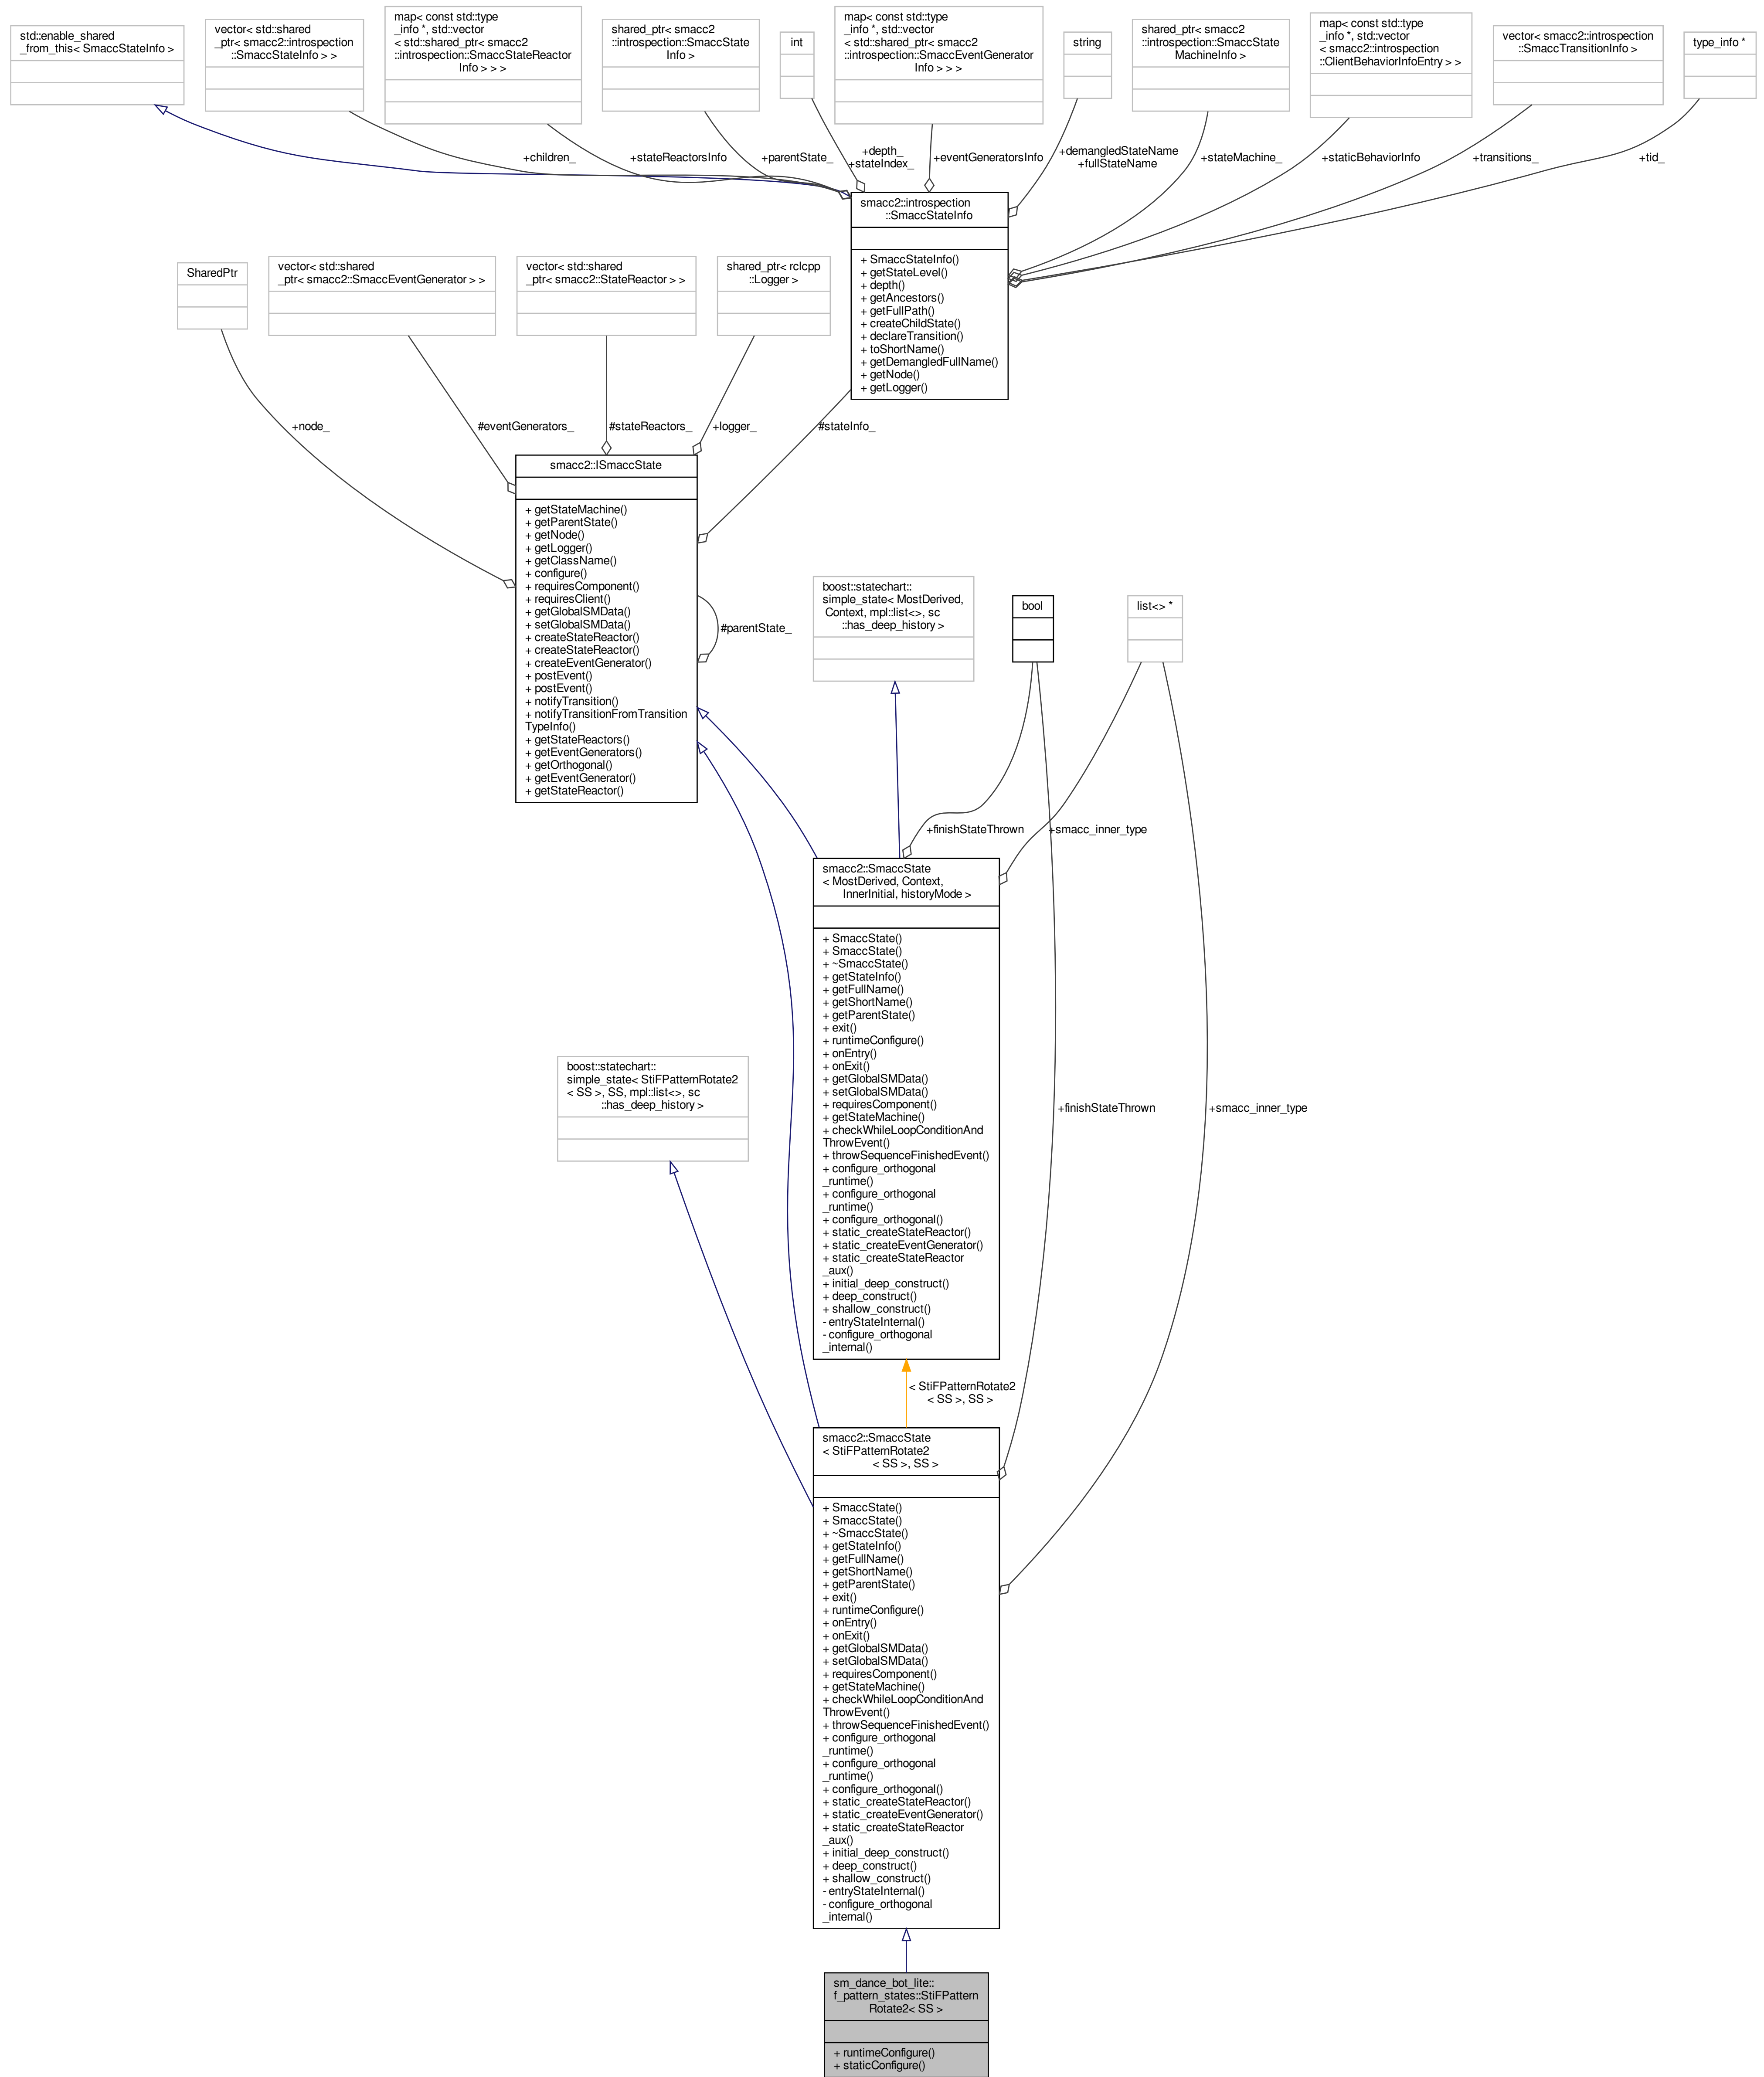 std::enable_shared
_from_this< SmaccStateInfo >
vector< std::shared
_ptr< smacc2::introspection
::SmaccStateInfo > >
map< const std::type
_info *, std::vector
< std::shared_ptr< smacc2
::introspection::SmaccStateReactor
Info > > >
shared_ptr< smacc2
::introspection::SmaccState
Info >
int
map< const std::type
_info *, std::vector
< std::shared_ptr< smacc2
::introspection::SmaccEventGenerator
Info > > >
string
shared_ptr< smacc2
::introspection::SmaccState
MachineInfo >
map< const std::type
_info *, std::vector
< smacc2::introspection
::ClientBehaviorInfoEntry > >
vector< smacc2::introspection
::SmaccTransitionInfo >
type_info *
+children_
+stateReactorsInfo
+parentState_
+depth_
+stateIndex_
+eventGeneratorsInfo
+demangledStateName
+fullStateName
+stateMachine_
+staticBehaviorInfo
+transitions_
+tid_
smacc2::introspection
::SmaccStateInfo
+ SmaccStateInfo()
+ getStateLevel()
+ depth()
+ getAncestors()
+ getFullPath()
+ createChildState()
+ declareTransition()
+ toShortName()
+ getDemangledFullName()
+ getNode()
+ getLogger()
SharedPtr
vector< std::shared
_ptr< smacc2::SmaccEventGenerator > >
vector< std::shared
_ptr< smacc2::StateReactor > >
shared_ptr< rclcpp
::Logger >
+node_
#eventGenerators_
#stateReactors_
+logger_
#stateInfo_
smacc2::ISmaccState
+ getStateMachine()
+ getParentState()
+ getNode()
+ getLogger()
+ getClassName()
+ configure()
+ requiresComponent()
+ requiresClient()
+ getGlobalSMData()
+ setGlobalSMData()
+ createStateReactor()
+ createStateReactor()
+ createEventGenerator()
+ postEvent()
+ postEvent()
+ notifyTransition()
+ notifyTransitionFromTransition
TypeInfo()
+ getStateReactors()
+ getEventGenerators()
+ getOrthogonal()
+ getEventGenerator()
+ getStateReactor()
#parentState_
boost::statechart::
simple_state< MostDerived,
Context, mpl::list<>, sc
::has_deep_history >
bool
list<> *
+finishStateThrown
+smacc_inner_type
smacc2::SmaccState
< MostDerived, Context,
InnerInitial, historyMode >
+ SmaccState()
+ SmaccState()
+ ~SmaccState()
+ getStateInfo()
+ getFullName()
+ getShortName()
+ getParentState()
+ exit()
+ runtimeConfigure()
+ onEntry()
+ onExit()
+ getGlobalSMData()
+ setGlobalSMData()
+ requiresComponent()
+ getStateMachine()
+ checkWhileLoopConditionAnd
ThrowEvent()
+ throwSequenceFinishedEvent()
+ configure_orthogonal
_runtime()
+ configure_orthogonal
_runtime()
+ configure_orthogonal()
+ static_createStateReactor()
+ static_createEventGenerator()
+ static_createStateReactor
_aux()
+ initial_deep_construct()
+ deep_construct()
+ shallow_construct()
- entryStateInternal()
- configure_orthogonal
_internal()
boost::statechart::
simple_state< StiFPatternRotate2
< SS >, SS, mpl::list<>, sc
::has_deep_history >
+finishStateThrown
+smacc_inner_type
< StiFPatternRotate2
< SS >, SS >
smacc2::SmaccState
< StiFPatternRotate2
< SS >, SS >
+ SmaccState()
+ SmaccState()
+ ~SmaccState()
+ getStateInfo()
+ getFullName()
+ getShortName()
+ getParentState()
+ exit()
+ runtimeConfigure()
+ onEntry()
+ onExit()
+ getGlobalSMData()
+ setGlobalSMData()
+ requiresComponent()
+ getStateMachine()
+ checkWhileLoopConditionAnd
ThrowEvent()
+ throwSequenceFinishedEvent()
+ configure_orthogonal
_runtime()
+ configure_orthogonal
_runtime()
+ configure_orthogonal()
+ static_createStateReactor()
+ static_createEventGenerator()
+ static_createStateReactor
_aux()
+ initial_deep_construct()
+ deep_construct()
+ shallow_construct()
- entryStateInternal()
- configure_orthogonal
_internal()
sm_dance_bot_lite::
f_pattern_states::StiFPattern
Rotate2< SS >
+ runtimeConfigure()
+ staticConfigure()